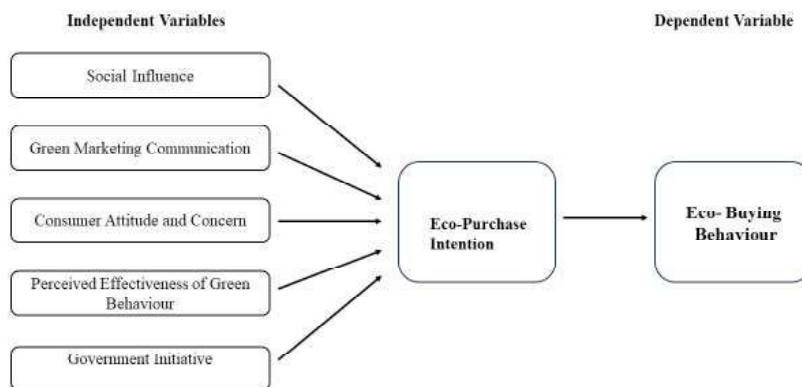 Independent Variables
Dependent Variable
Social Influence
Green Marketing Communication
Consumer Attitude and Concern
Perceived Effectiveness of Green
Behaviour
Government Initiative
Eco-Purchase
Intention
Eco- Buying
Behaviour